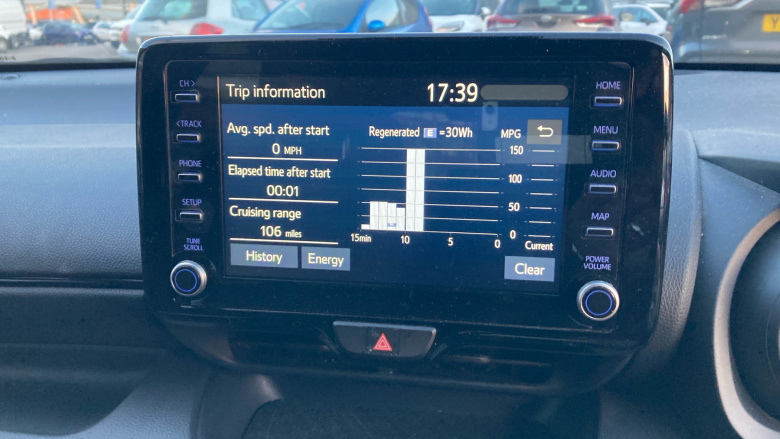 CH >
< TRACK
PHONE
SETUP
TUNE
SCROLL
Trip information 17:39
Avg. spd. after start
0 MPH
Elapsed time after start
00:01
Cruising range
106 miles
History Energy
Regenerated E =30Wh MPG
150
100
50
0
15min 10 5 0 Current
Clear
HOME
MENU
AUDIO
MAP
POWER
VOLUME